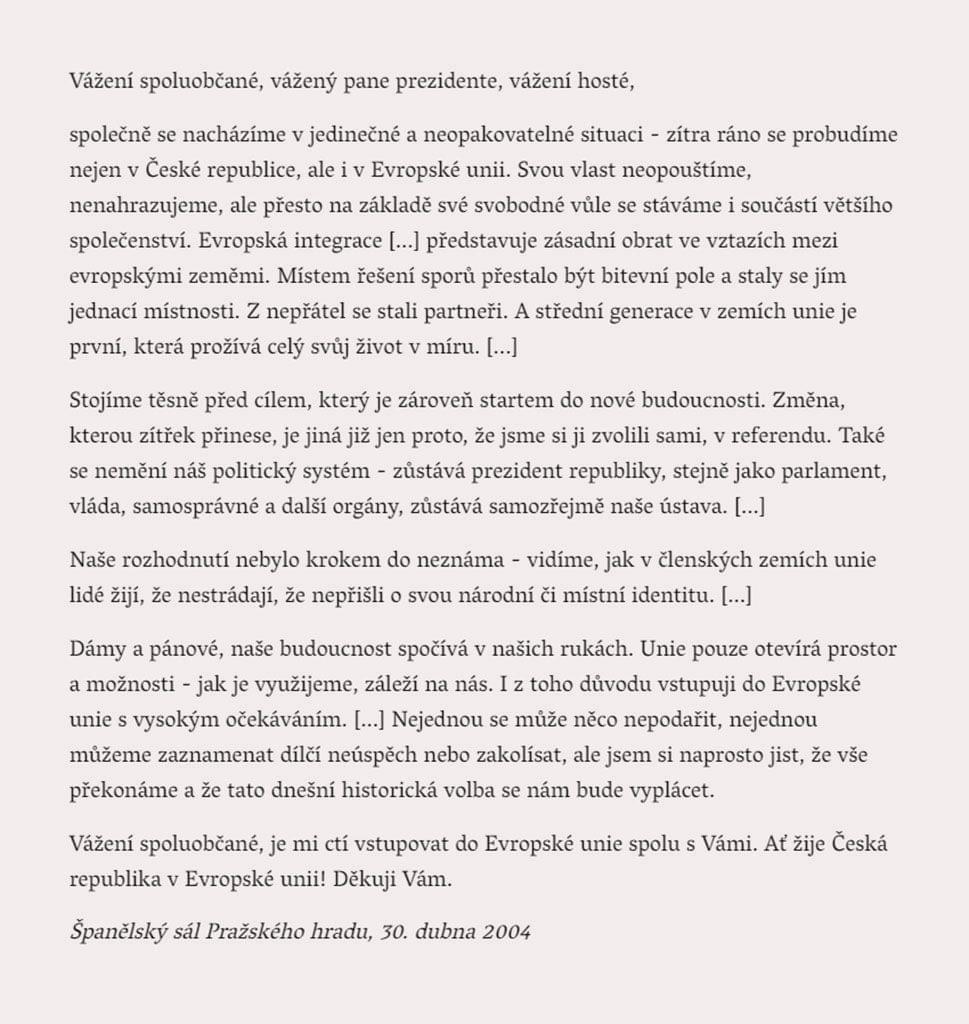 Vážení spoluobčané, vážený pane prezidente, vážení hosté,
společně se nacházíme v jedinečné a neopakovatelné situaci - zítra ráno se probudíme
nejen v České republice, ale i v Evropské unii. Svou vlast neopouštíme,
nenahrazujeme, ale přesto na základě své svobodné vůle se stáváme i součástí většího
společenství. Evropská integrace [...] představuje zásadní obrat ve vztazích mezi
evropskými zeměmi. Místem řešení sporů přestalo být bitevní pole a staly se jím
jednací místnosti. Z nepřátel se stali partneři. A střední generace v zemích unie je
první, která prožívá celý svůj život v míru. [...]
Stojíme těsně před cílem, který je zároveň startem do nové budoucnosti. Změna,
kterou zítřek přinese, je jiná již jen proto, že jsme si ji zvolili sami, v referendu. Také
se nemění náš politický systém - zůstává prezident republiky, stejně jako parlament,
vláda, samosprávné a další orgány, zůstává samozřejmě naše ústava. [...]
Naše rozhodnutí nebylo krokem do neznáma - vidíme, jak v členských zemích unie
lidé žijí, že nestrádají, že nepřišli o svou národní či místní identitu. [...]
Dámy a pánové, naše budoucnost spočívá v našich rukách. Unie pouze otevírá prostor
a možnosti - jak je využijeme, záleží na nás. I z toho důvodu vstupuji do Evropské
unie s vysokým očekáváním. [...] Nejednou se může něco nepodařit, nejednou
můžeme zaznamenat dílčí neúspěch nebo zakolísat, ale jsem si naprosto jist, že vše
překonáme a že tato dnešní historická volba se nám bude vyplácet.
Vážení spoluobčané, je mi ctí vstupovat do Evropské unie spolu s Vámi. Ať žije Česká
republika v Evropské unii! Děkuji Vám.
Španělský sál Pražského hradu, 30. dubna 2004